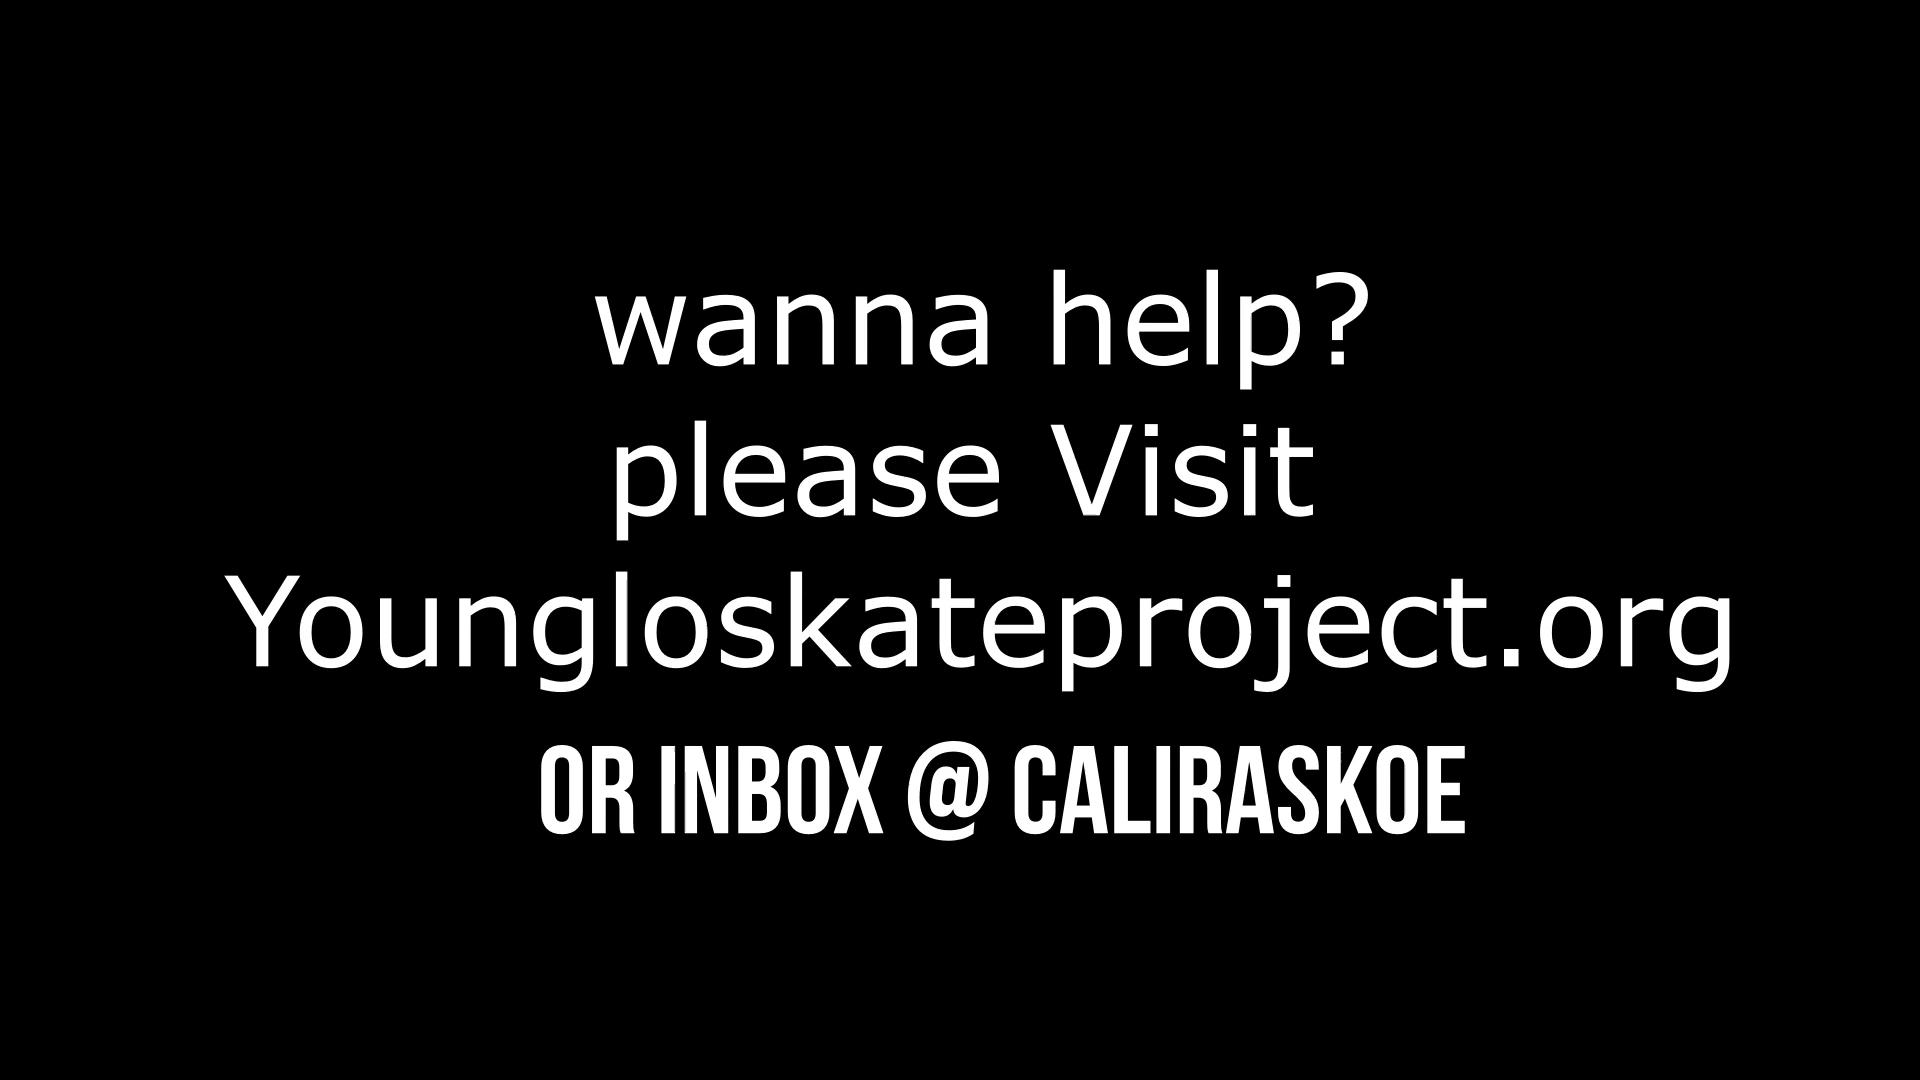 wanna help?
please Visit
Youngloskateproject.org
OR INBOX @ CALIRASKOE